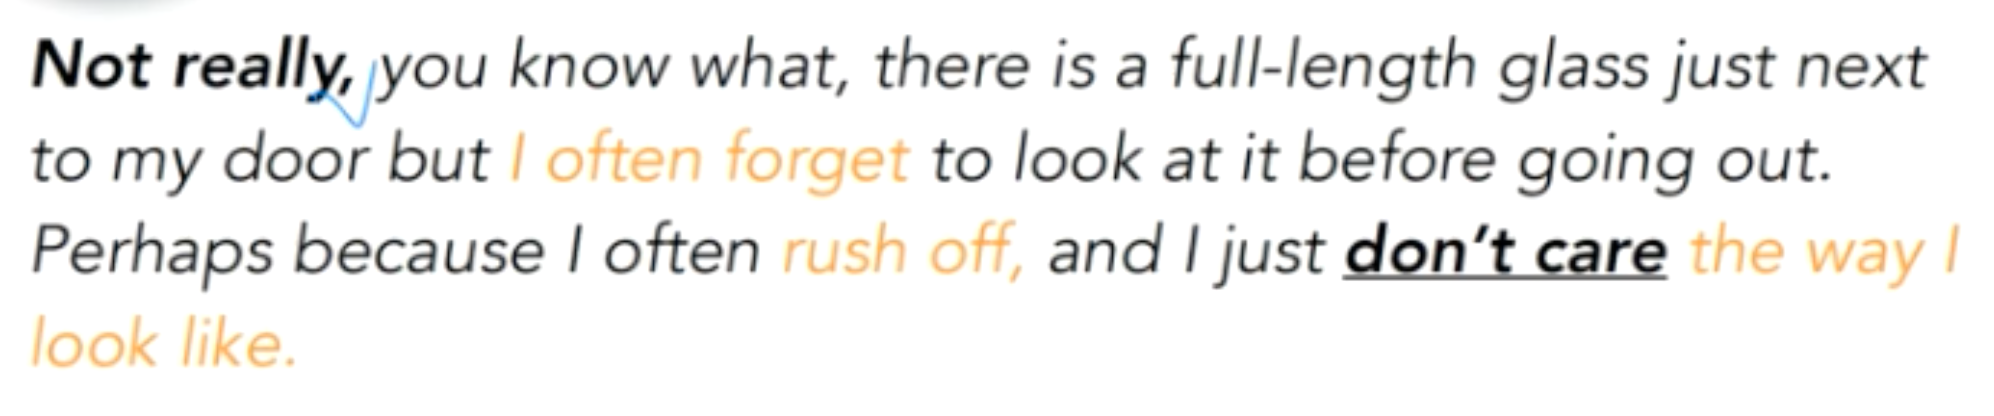 Not really, you know what, there is a full-length glass just next
to my door but I often forget to look at it before going out.
Perhaps because I often rush off, and I just don't care the way I
look like.